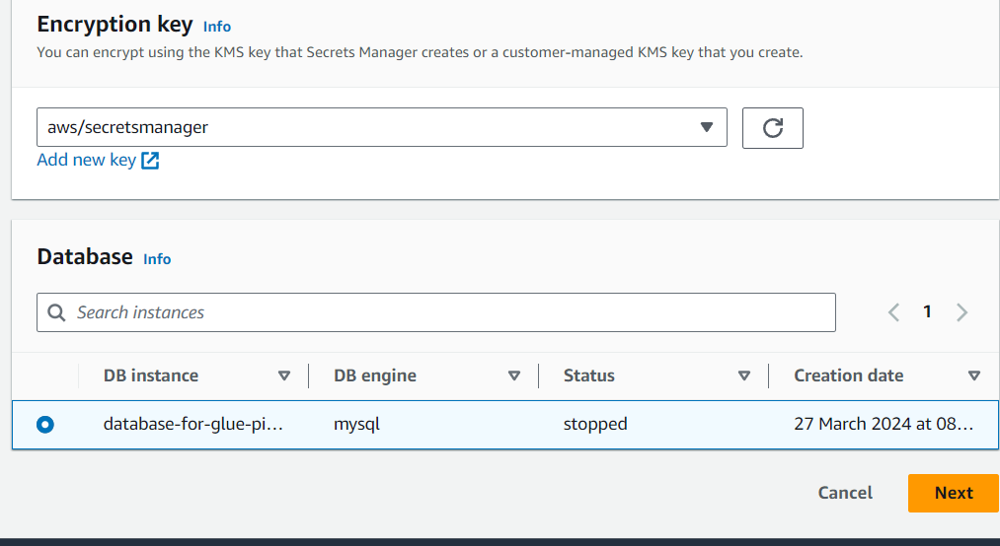 Encryption key Info
You can encrypt using the KMS key that Secrets Manager creates or a customer-managed KMS key that you create.
aws/secretsmanager
Add new key
Database Info
Search instances
1
DB instance DB engine Status Creation date
database-for-glue-pi... mysql stopped 27 March 2024 at 08...
Cancel Next